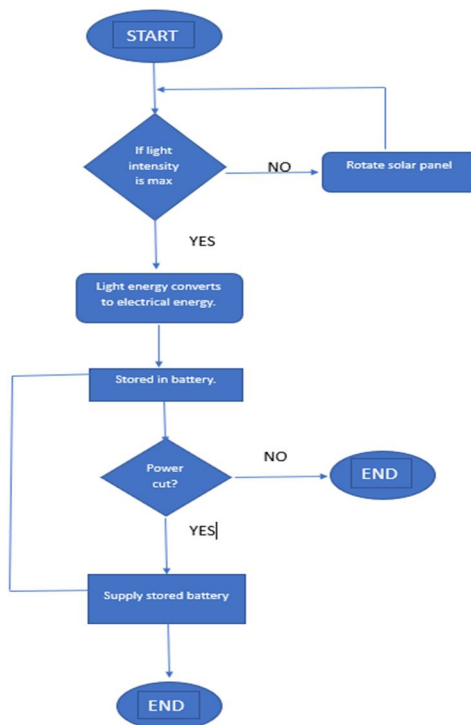 START
If light
intensity
is max
NO
Rotate solar panel
YES
Light energy converts
to electrical energy.
Stored in battery.
Power
cut?
NO
END
YES
Supply stored battery
END